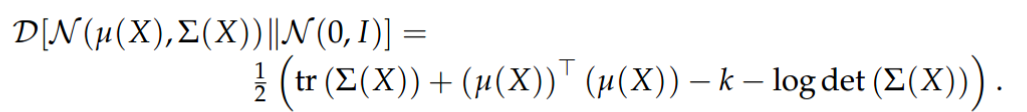 𝒟[𝒩(μ(X), Σ(X))‖𝒩(0, I)] =
½ (tr (Σ(X)) + (μ(X))⊤ (μ(X)) − k − log det (Σ(X))) .